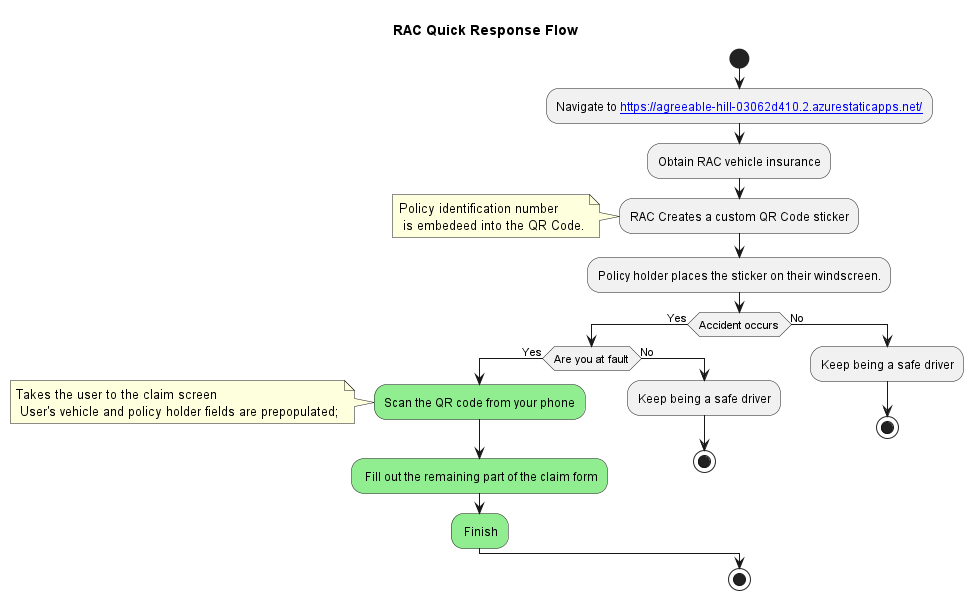 RAC Quick Response Flow
Navigate to https://agreeable-hill-03062d410.2.azurestaticapps.net/
Obtain RAC vehicle insurance
Policy identification number
is embedeed into the QR Code.
RAC Creates a custom QR Code sticker
Policy holder places the sticker on their windscreen.
Yes
Accident occurs
No
Yes
Are you at fault
No
Keep being a safe driver
Takes the user to the claim screen
User's vehicle and policy holder fields are prepopulated;
Scan the QR code from your phone
Keep being a safe driver
Fill out the remaining part of the claim form
Finish